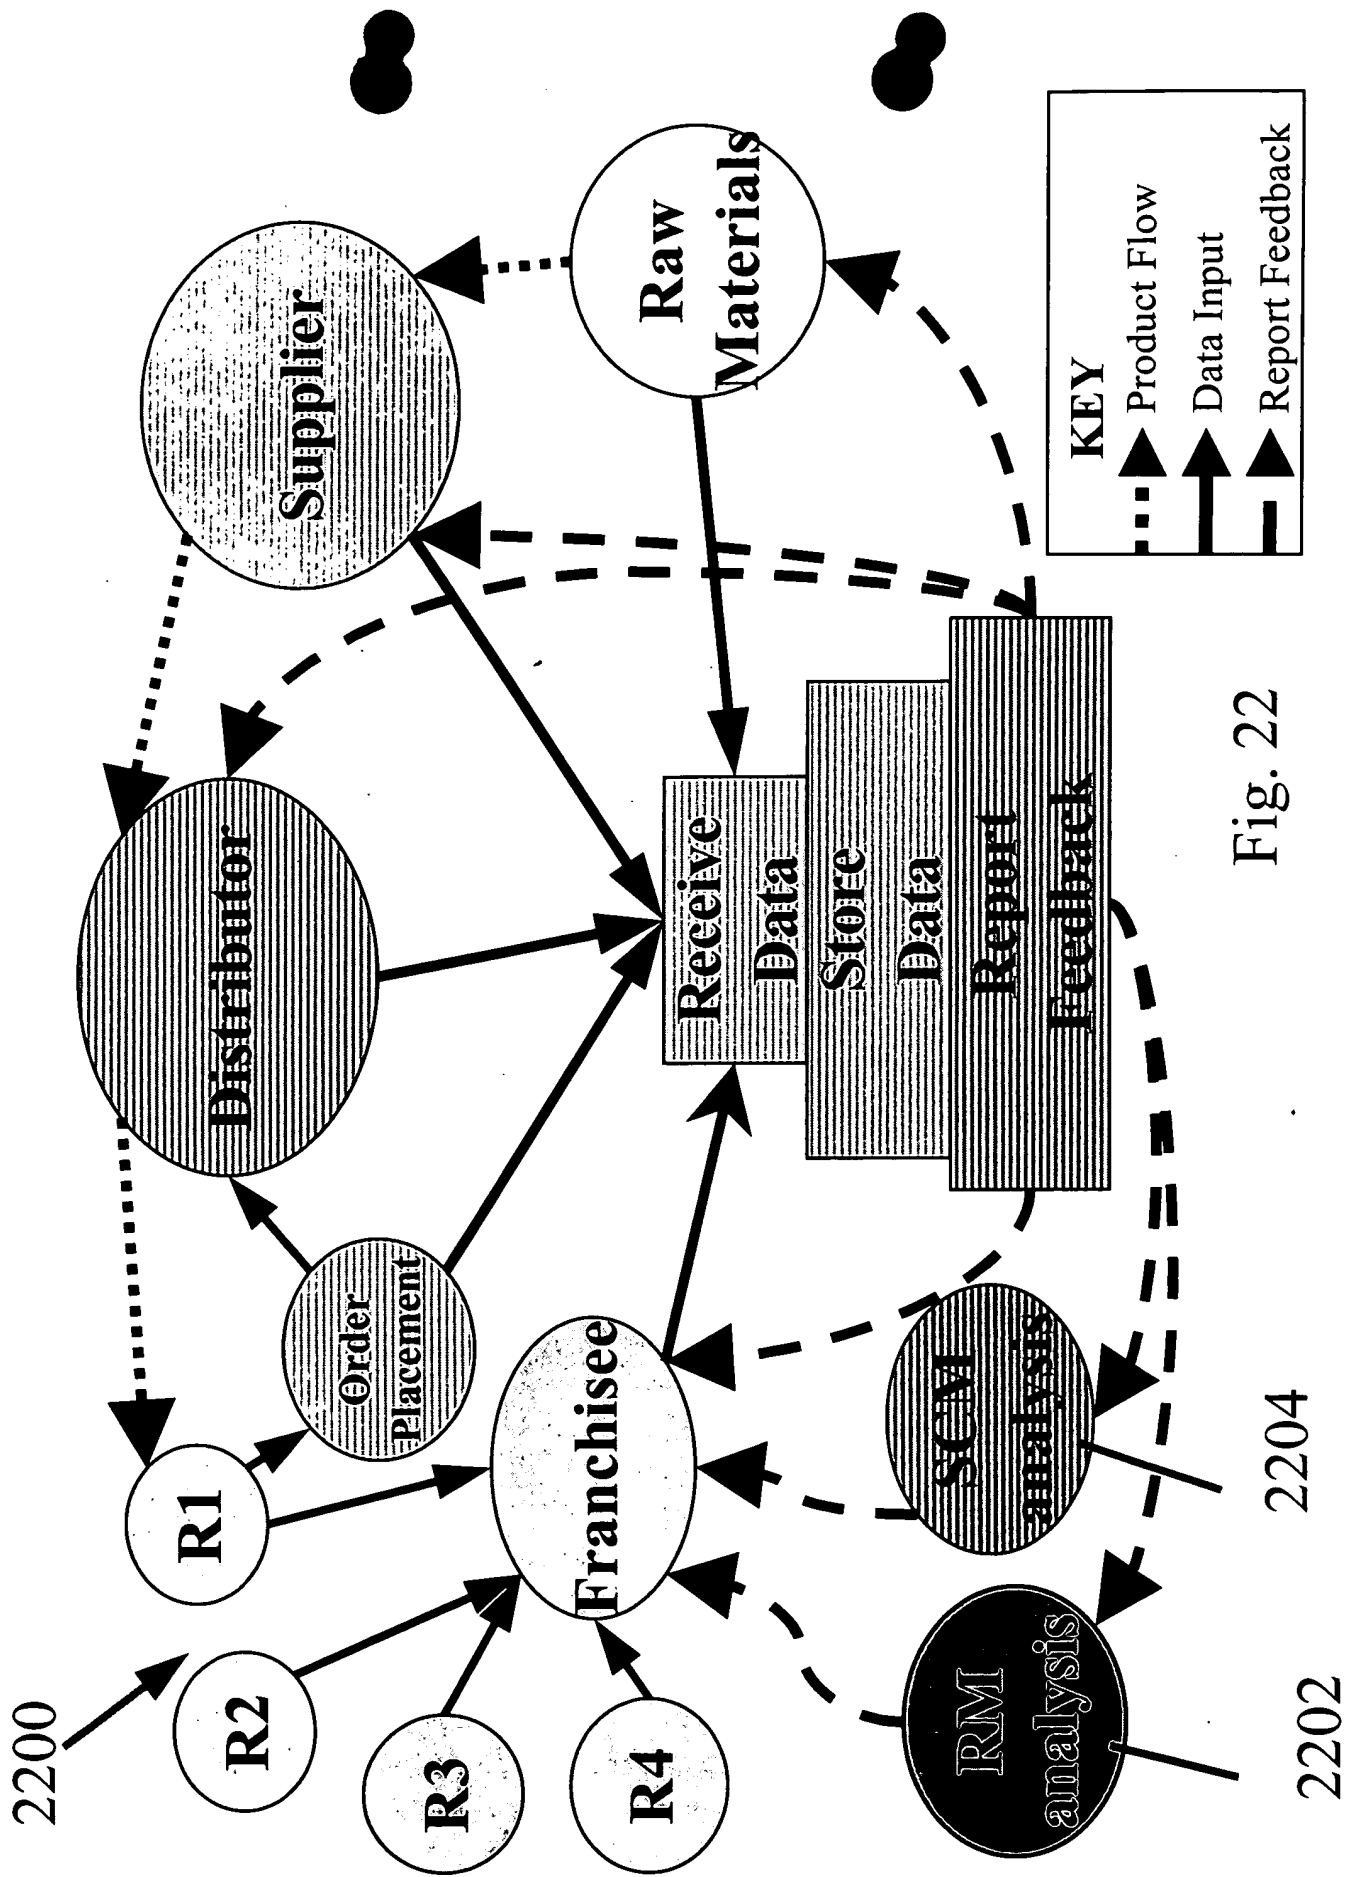 2200
R1
R2
R3
R4
Order
Placement
Distributor
Supplier
Franchisee
Raw
Materials
Receive
Data
Store
Data
Report
Feedback
RM
analysis
SCM
analysis
2202
2204
KEY
Product Flow
Data Input
Report Feedback
Fig. 22